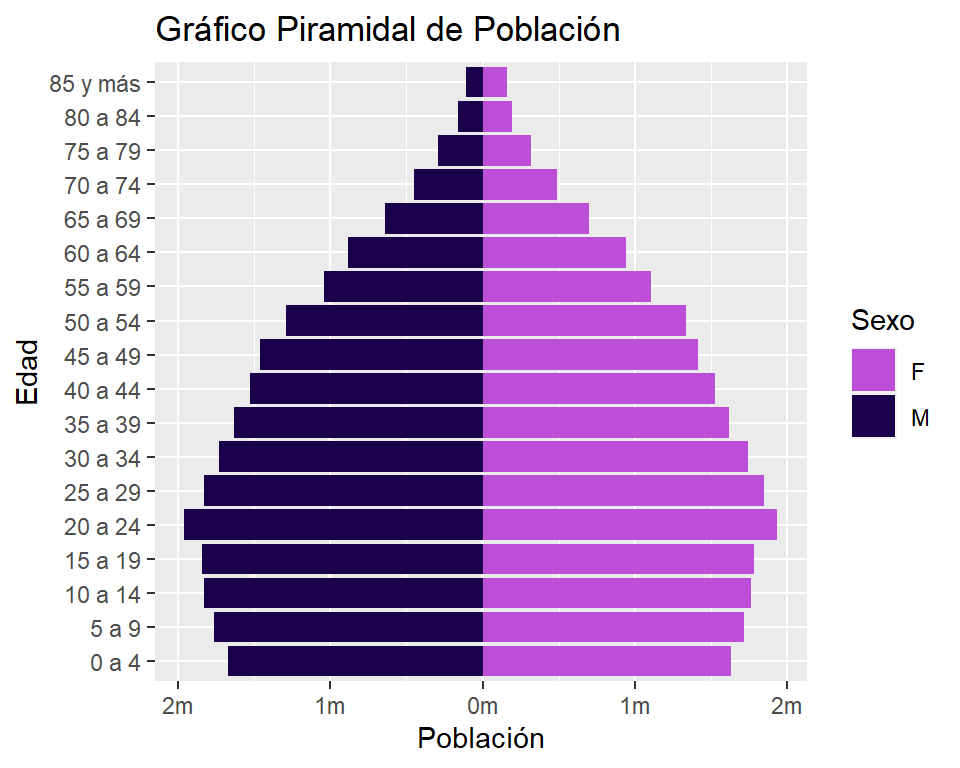 Gráfico Piramidal de Población
85 y más
80 a 84
75 a 79
70 a 74
65 a 69
60 a 64
55 a 59
50 a 54
45 a 49
40 a 44
35 a 39
30 a 34
25 a 29
20 a 24
15 a 19
10 a 14
5 a 9
0 a 4
Edad
2m 1m 0m 1m 2m
Población
Sexo
F
M